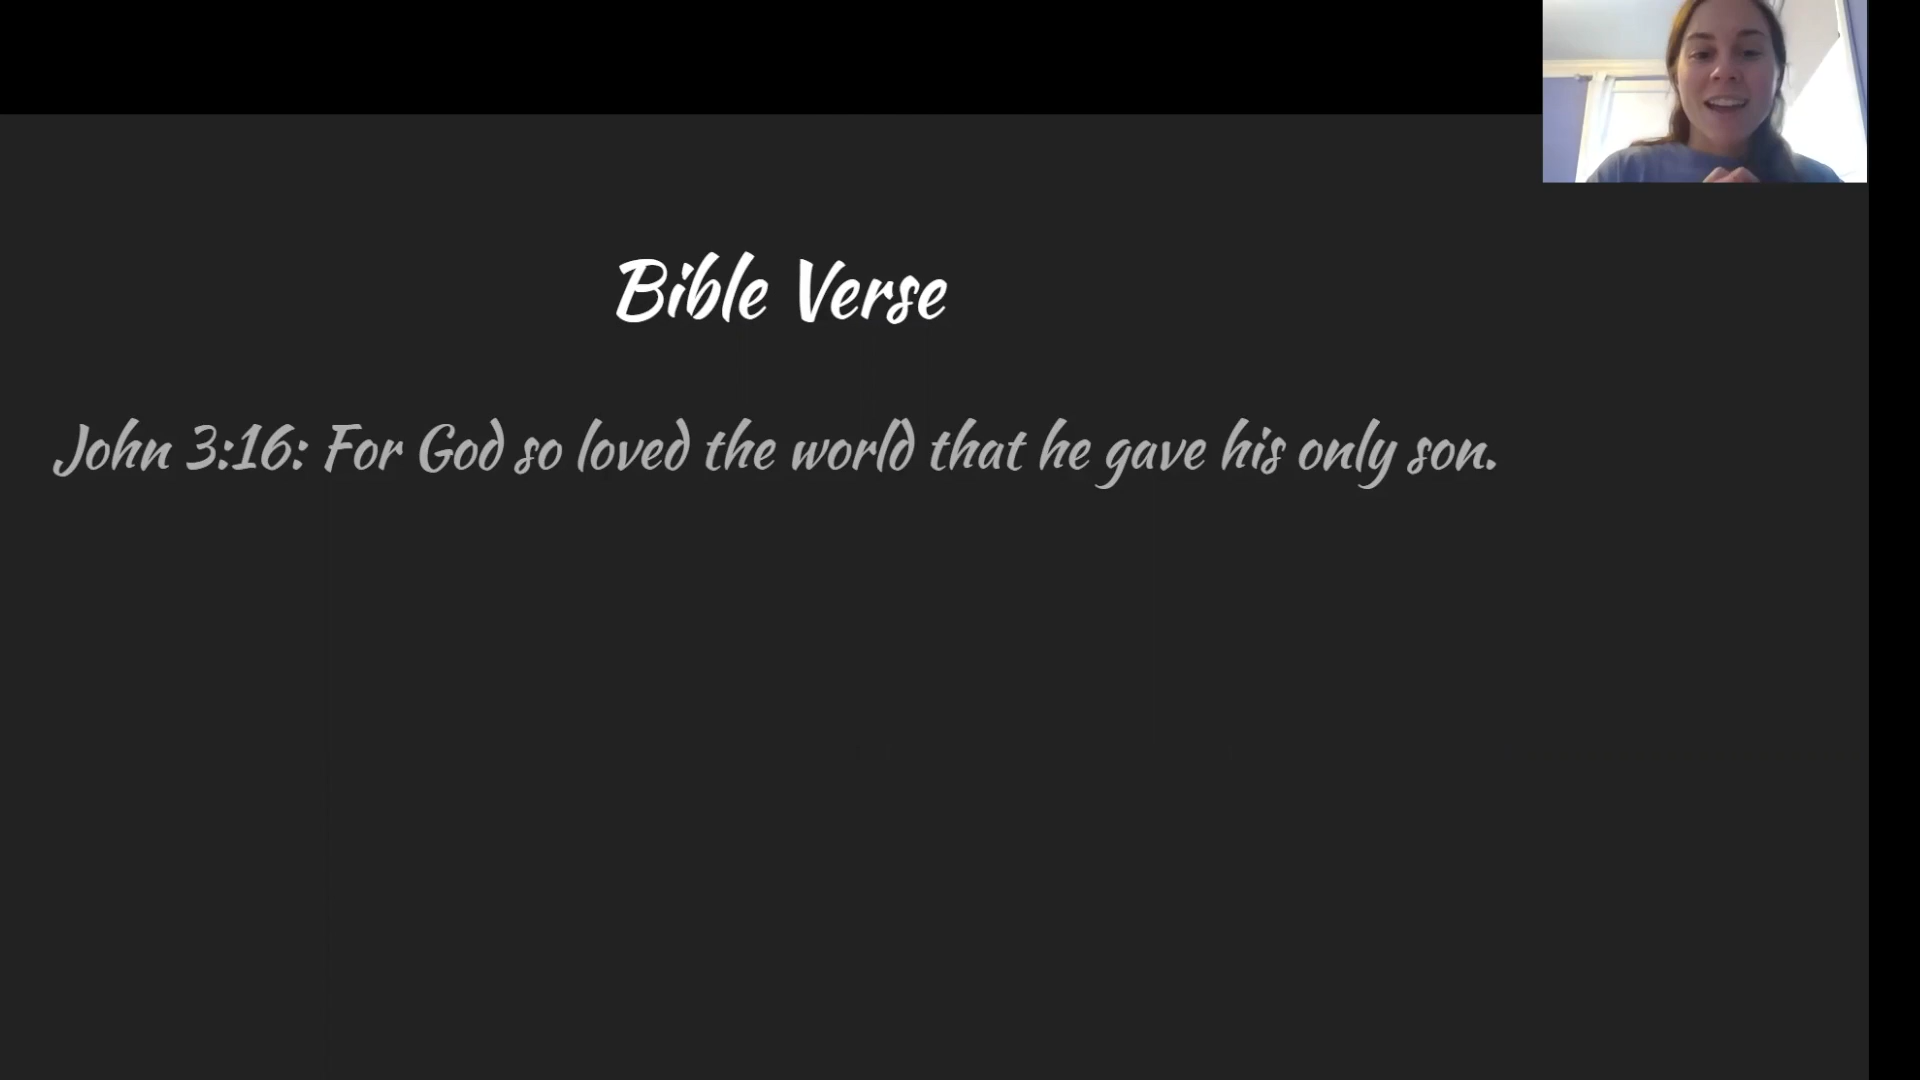 Bible Verse
John 3:16: For God so loved the world that he gave his only son.